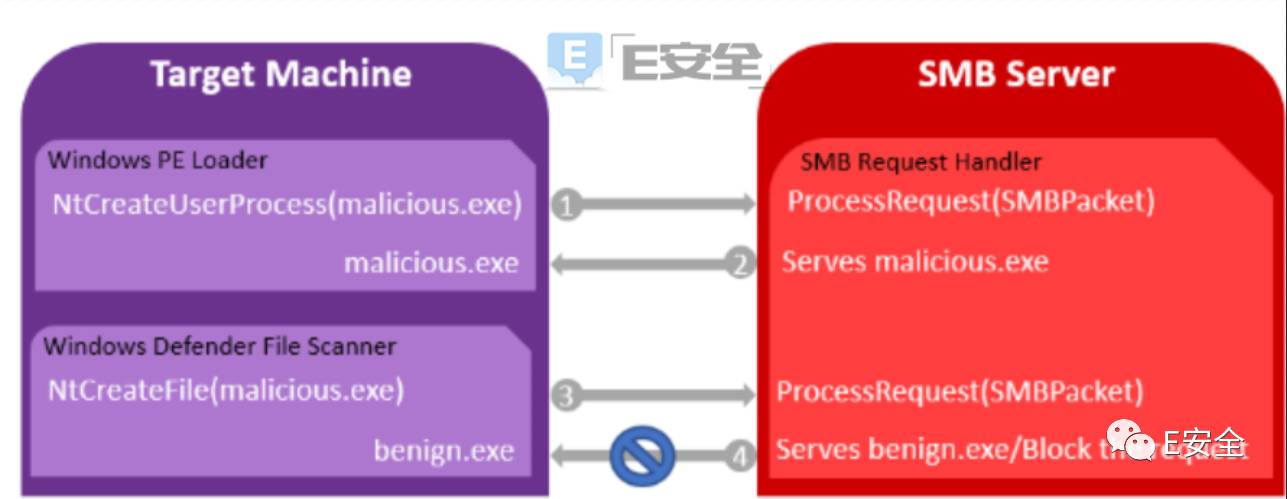 E
「E安全」
Target Machine
SMB Server
Windows PE Loader
NtCreateUserProcess(malicious.exe)
malicious.exe
1
2
SMB Request Handler
ProcessRequest(SMBPacket)
Serves malicious.exe
Windows Defender File Scanner
NtCreateFile(malicious.exe)
benign.exe
3
4
ProcessRequest(SMBPacket)
Serves benign.exe/Block
E安全